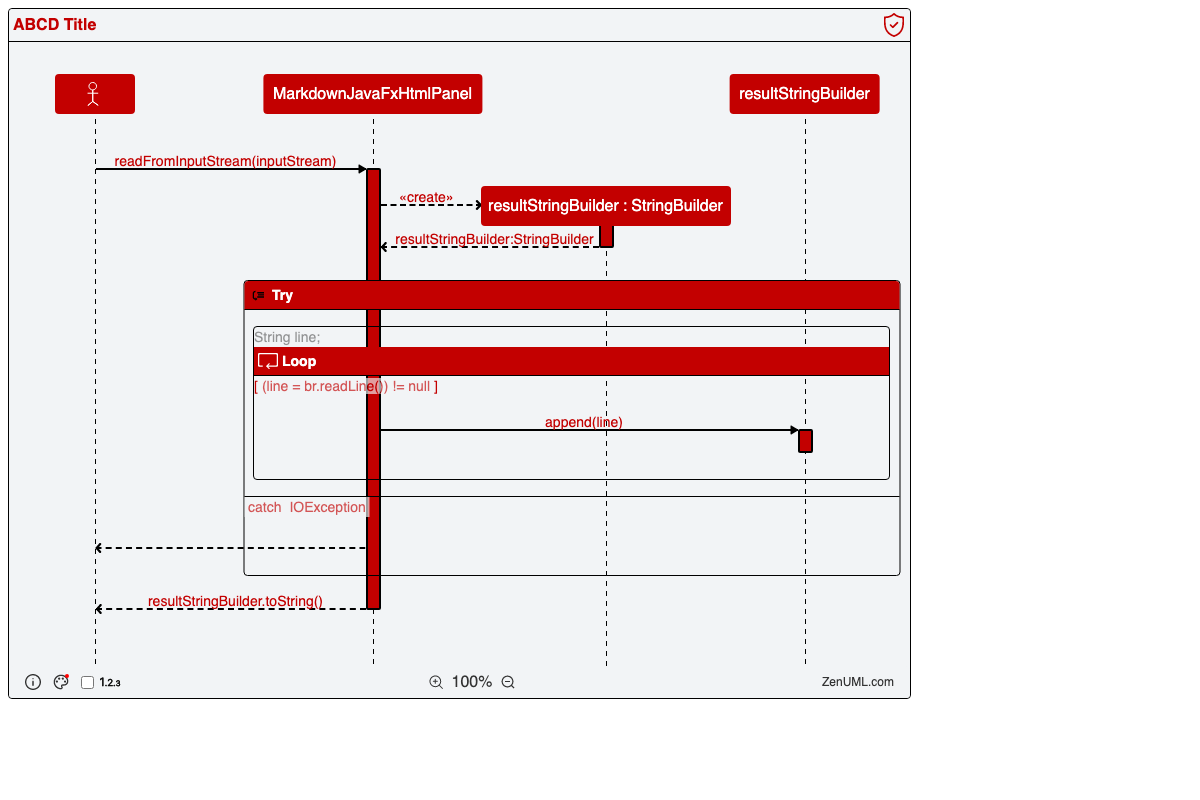 ABCD Title
MarkdownJavaFxHtmlPanel
resultStringBuilder
readFromInputStream(inputStream)
«create»
resultStringBuilder : StringBuilder
resultStringBuilder:StringBuilder
Try
String line;
Loop
[ (line = br.readLine()) != null ]
append(line)
catch IOException
resultStringBuilder.toString()
1.2.3
100%
ZenUML.com